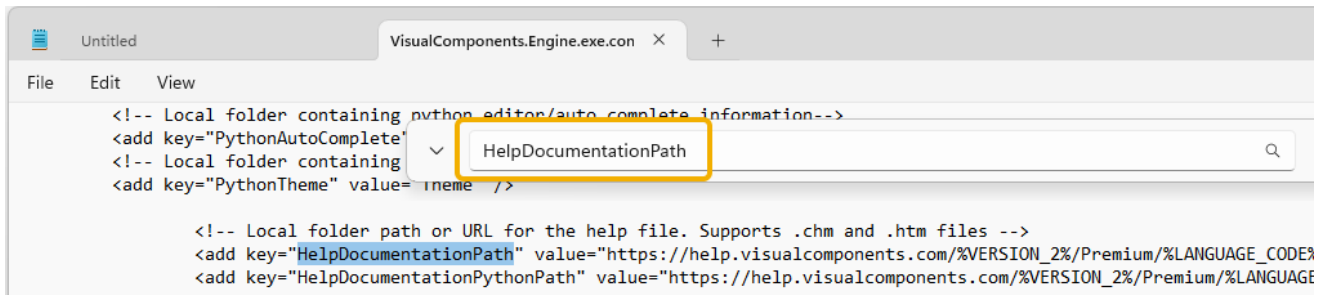 Untitled VisualComponents.Engine.exe.con
File Edit View
<!-- Local folder containing python editor/auto complete information-->
<add key="PythonAutoComplete"
HelpDocumentationPath
<!-- Local folder containing
<add key="PythonTheme" value="Theme" />
<!-- Local folder path or URL for the help file. Supports .chm and .htm files -->
<add key="HelpDocumentationPath" value="https://help.visualcomponents.com/%VERSION_2%/Premium/%LANGUAGE_CODE%
<add key="HelpDocumentationPythonPath" value="https://help.visualcomponents.com/%VERSION_2%/Premium/%LANGUAGE